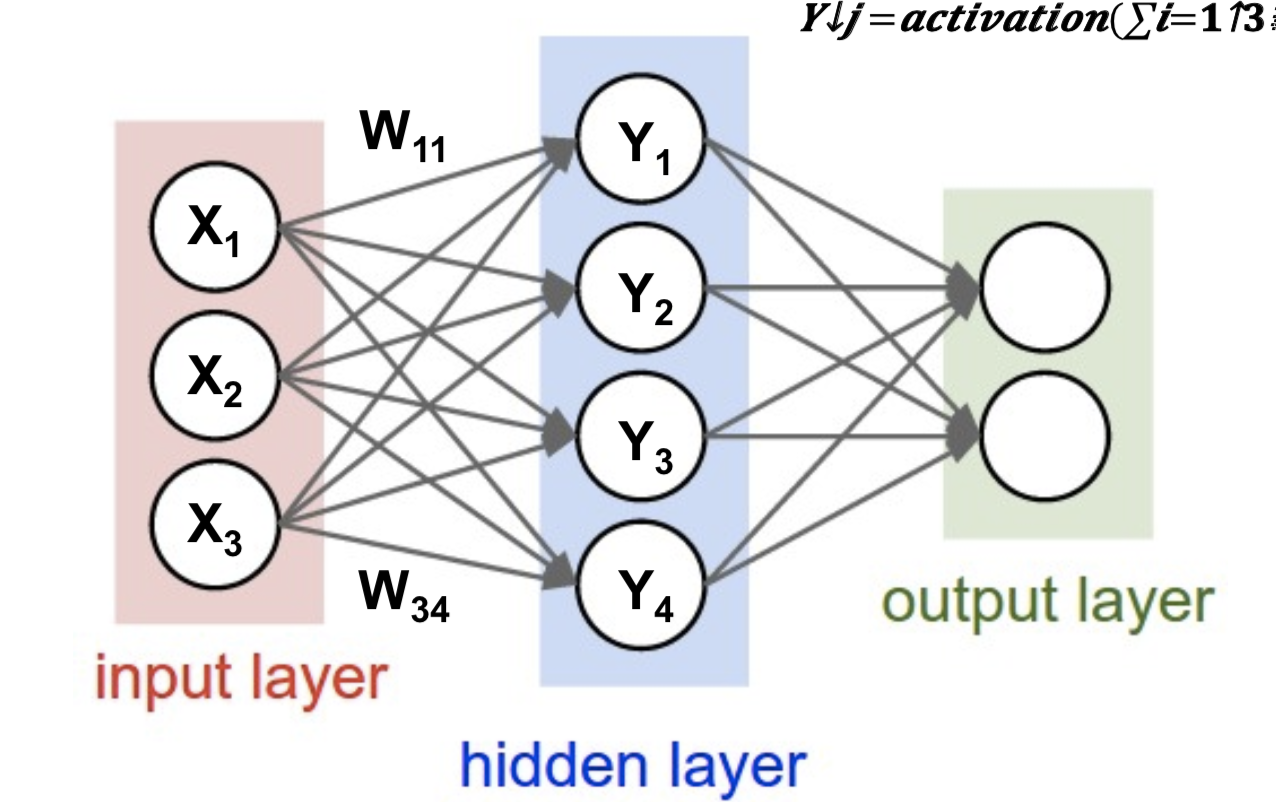 Y↓j =activation(∑i=1↑3
W₁₁
X₁
X₂
X₃
W₃₄
Y₁
Y₂
Y₃
Y₄
input layer
hidden layer
output layer